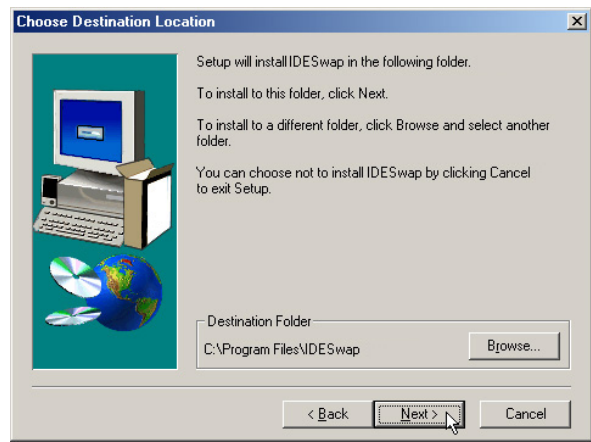 Choose Destination Location
Setup will install IDESwap in the following folder.
To install to this folder, click Next.
To install to a different folder, click Browse and select another
folder.
You can choose not to install IDESwap by clicking Cancel
to exit Setup.
Destination Folder
C:\Program Files\IDESwap
Browse...
< Back
Next >
Cancel